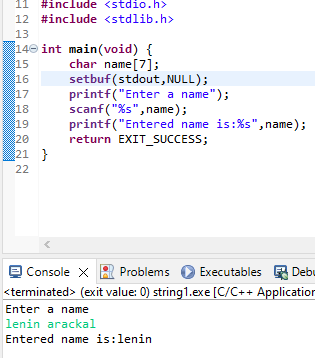 11 #include <stdio.h>
12 #include <stdlib.h>
13
14 int main(void) {
15 char name[7];
16 setbuf(stdout,NULL);
17 printf("Enter a name");
18 scanf("%s",name);
19 printf("Entered name is:%s",name);
20 return EXIT_SUCCESS;
21 }
22
Console Problems Executables Debu
<terminated> (exit value: 0) string1.exe [C/C++ Application
Enter a name
lenin arackal
Entered name is:lenin